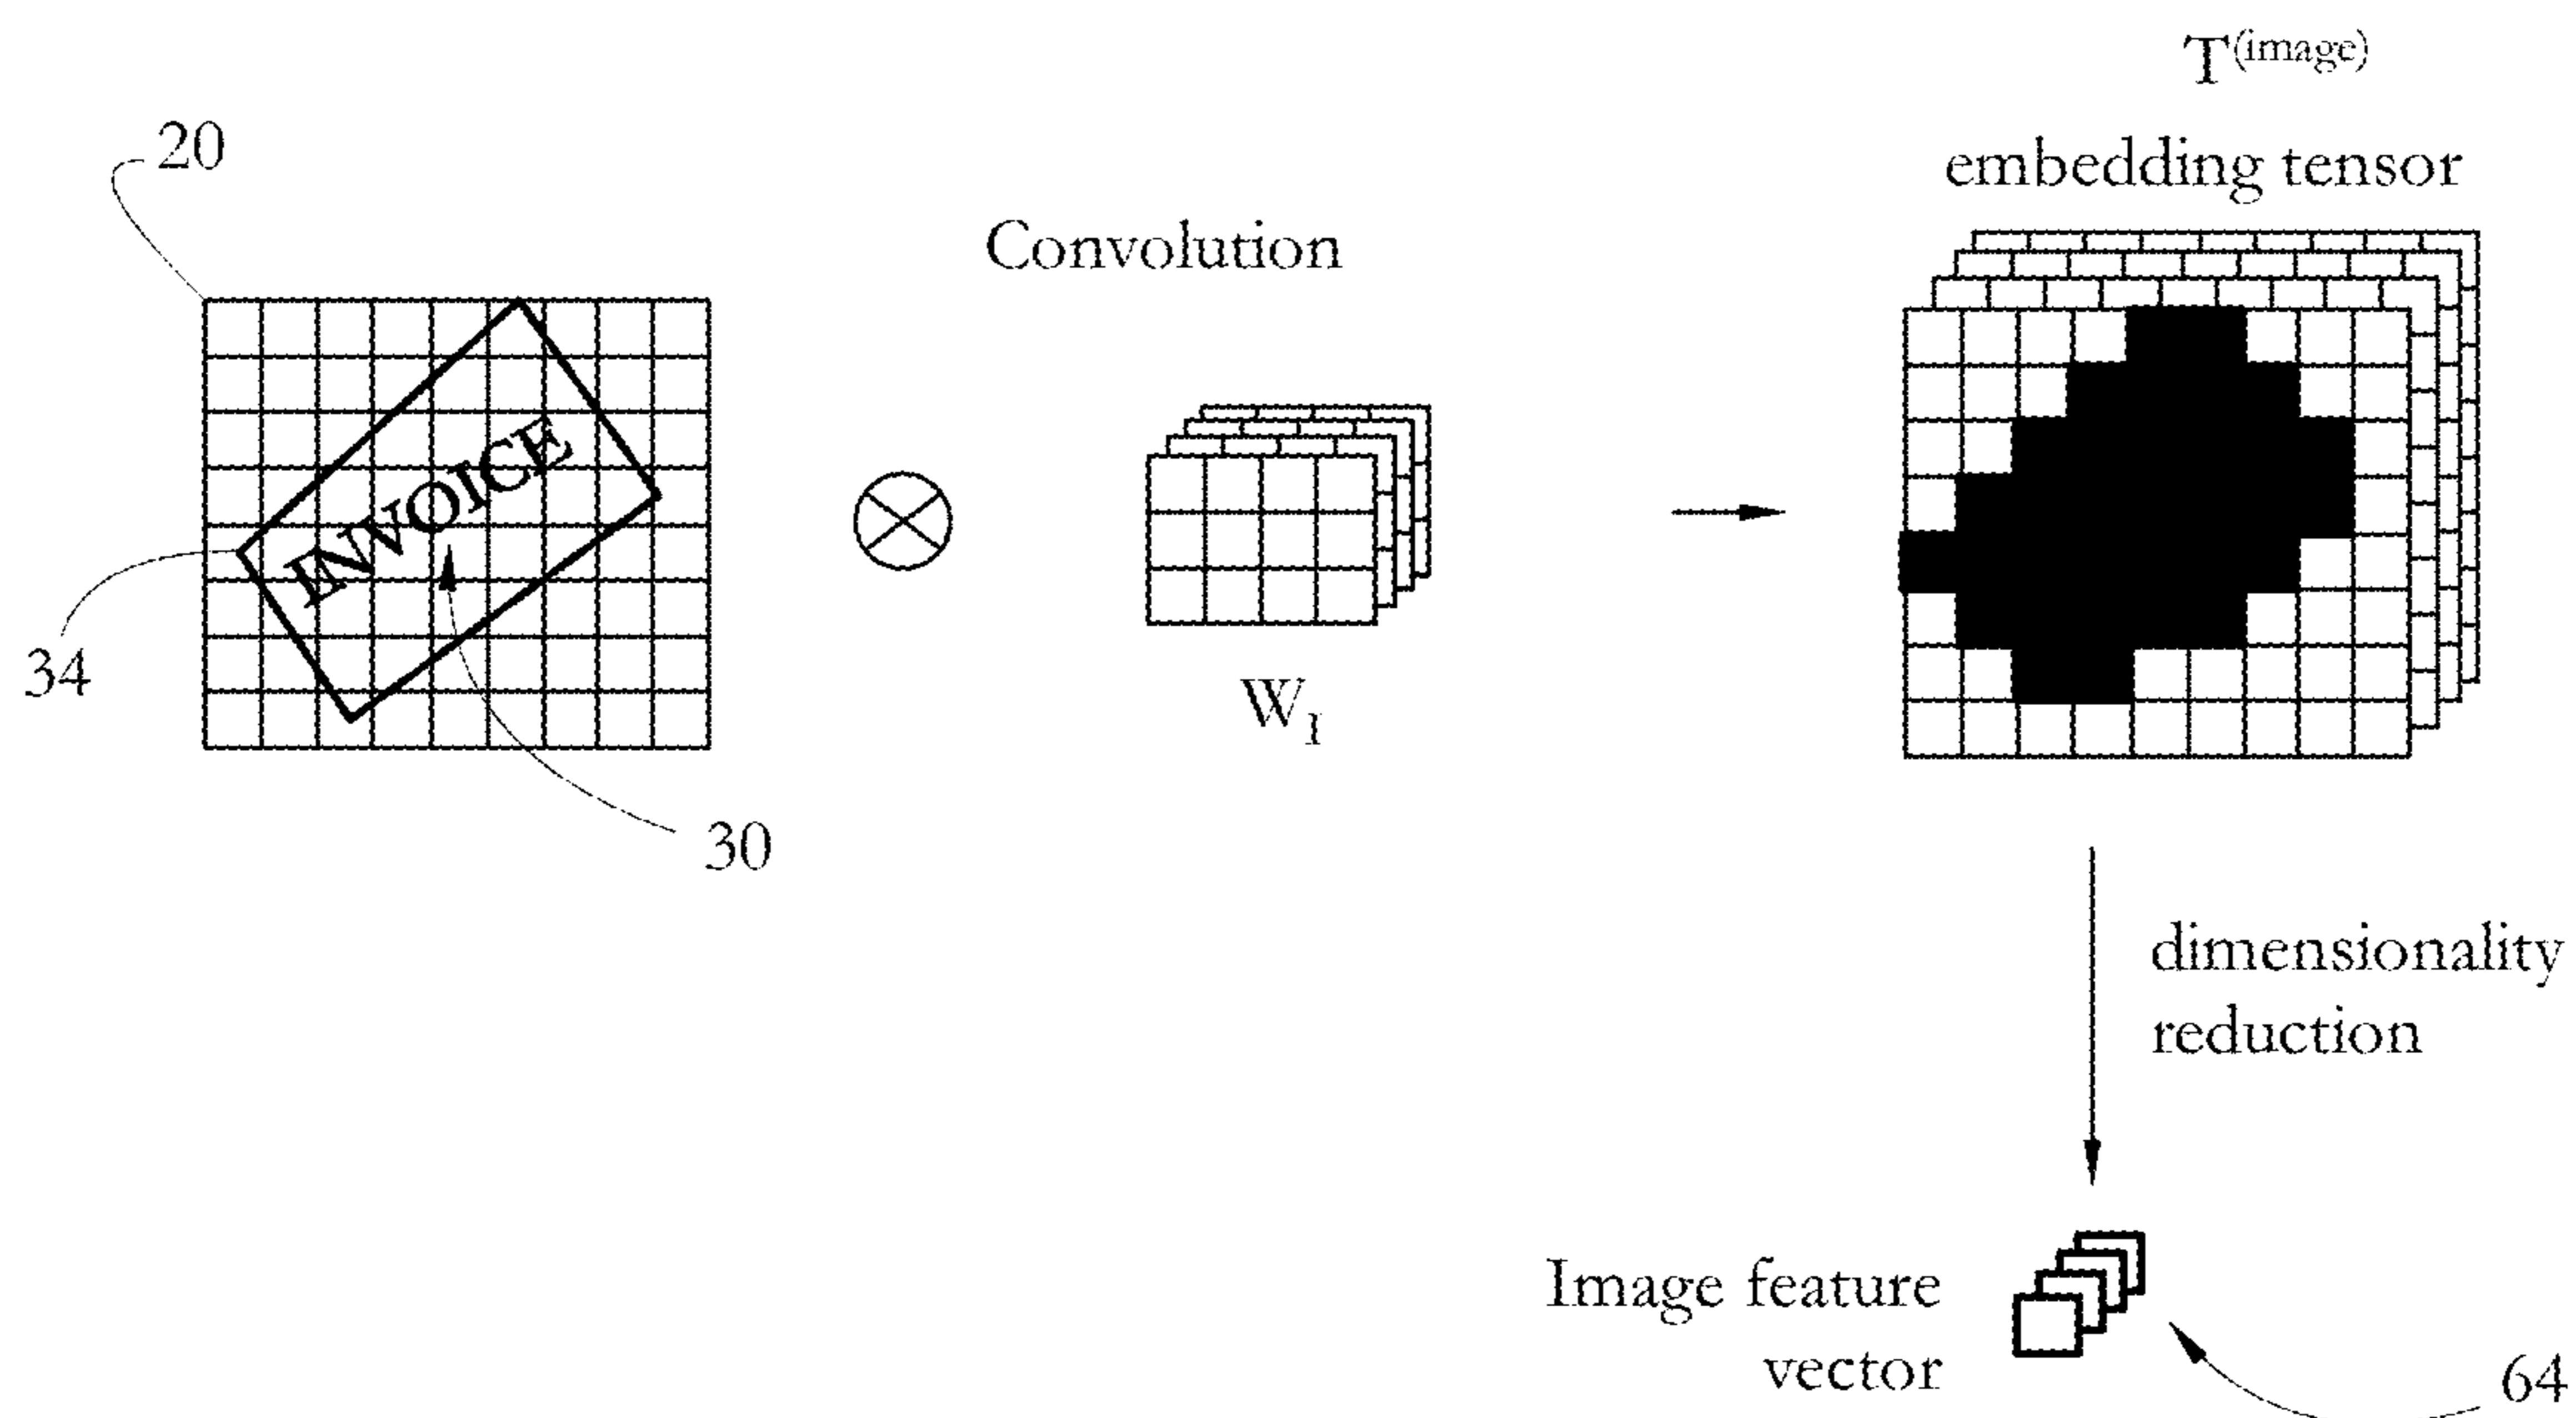 T(image)
embedding tensor
20
Convolution
INVOICE
34
W1
30
dimensionality
reduction
Image feature
vector
64